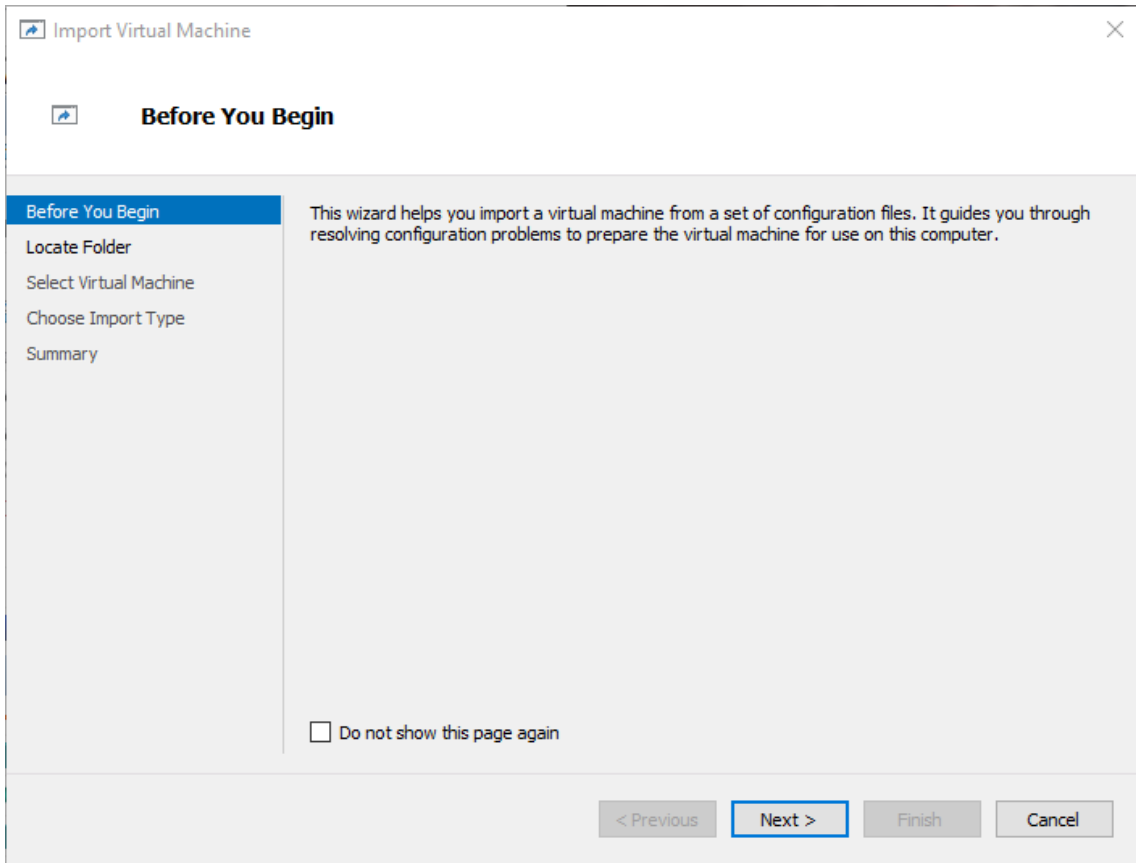 Import Virtual Machine
Before You Begin
Before You Begin
Locate Folder
Select Virtual Machine
Choose Import Type
Summary
This wizard helps you import a virtual machine from a set of configuration files. It guides you through
resolving configuration problems to prepare the virtual machine for use on this computer.
Do not show this page again
< Previous
Next >
Finish
Cancel